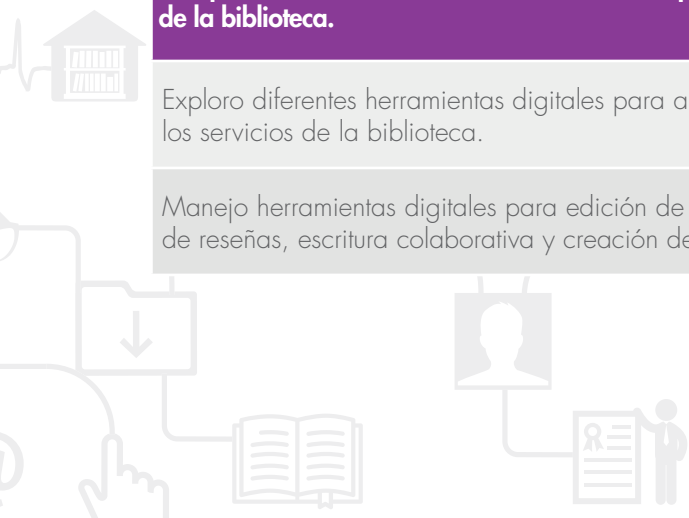 de la biblioteca.
Exploro diferentes herramientas digitales para a
los servicios de la biblioteca.
Manejo herramientas digitales para edición de
de reseñas, escritura colaborativa y creación de
@